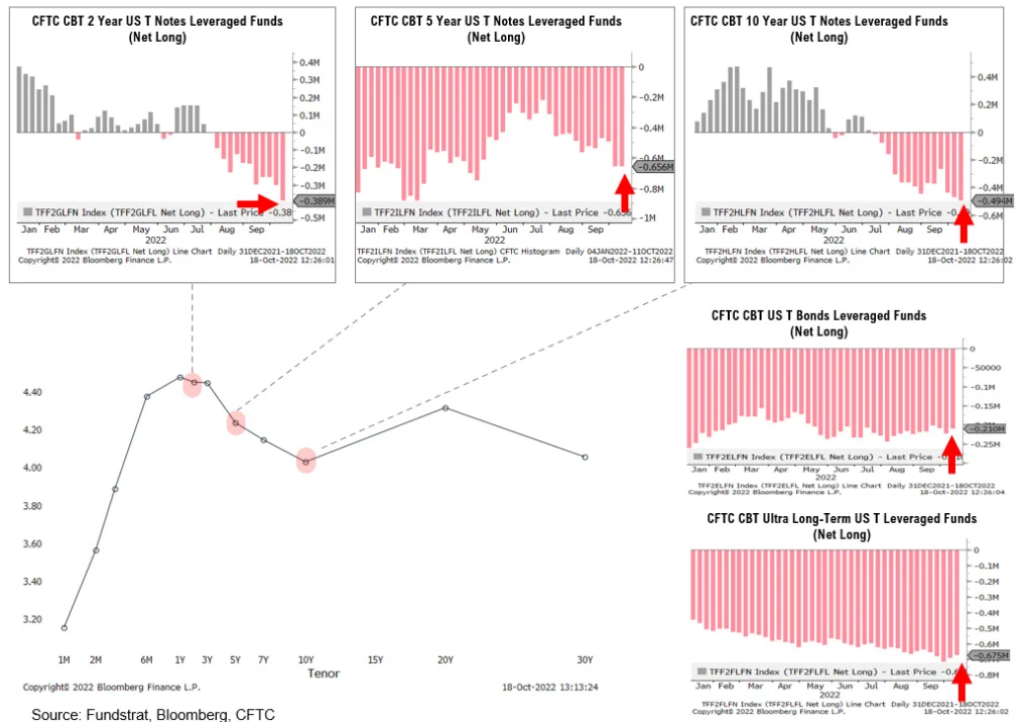 CFTC CBT 2 Year US T Notes Leveraged Funds
(Net Long)
0.4M
0.3M
0.2M
0.1M
0
-0.1M
-0.2M
-0.3M
-0.389M
-0.5M
TFF2GLFN Index (TFF2GLFL Net Long) - Last Price -0.38
Jan Feb Mar Apr May Jun Jul Aug Sep
2022
TFF2GLFN Index (TFF2GLFL Net Long) Line Chart Daily 31DEC2021-18OCT2022
Copyright© 2022 Bloomberg Finance L.P. 18-Oct-2022 12:26:01
CFTC CBT 5 Year US T Notes Leveraged Funds
(Net Long)
0
-0.2M
-0.4M
-0.6M
-0.656M
-0.8M
-1M
TFF2ILFN Index (TFF2ILFL Net Long) - Last Price -0.656
Jan Feb Mar Apr May Jun Jul Aug Sep
2022
TFF2ILFN Index (TFF2ILFL Net Long) CFTC Histogram Daily 04JAN2022-11OCT2022
Copyright© 2022 Bloomberg Finance L.P. 18-Oct-2022 12:26:47
CFTC CBT 10 Year US T Notes Leveraged Funds
(Net Long)
0.4M
0.2M
0
-0.2M
-0.4M
-0.494M
-0.6M
TFF2HLFN Index (TFF2HLFL Net Long) - Last Price
Jan Feb Mar Apr May Jun Jul Aug Sep
2022
TFF2HLFN Index (TFF2HLFL Net Long) Line Chart Daily 31DEC2021-18OCT2022
Copyright© 2022 Bloomberg Finance L.P. 18-Oct-2022 12:26:02
4.40
4.20
4.00
3.80
3.60
3.40
3.20
1M 2M 6M 1Y 3Y 5Y 7Y 10Y 15Y 20Y 30Y
Tenor
Copyright© 2022 Bloomberg Finance L.P. 18-Oct-2022 13:13:24
CFTC CBT US T Bonds Leveraged Funds
(Net Long)
0
-50000
-0.1M
-0.15M
-0.210M
-0.25M
TFF2ELFN Index (TFF2ELFL Net Long) - Last Price
Jan Feb Mar Apr May Jun Jul Aug Sep
2022
TFF2ELFN Index (TFF2ELFL Net Long) Line Chart Daily 31DEC2021-18OCT2022
Copyright© 2022 Bloomberg Finance L.P. 18-Oct-2022 12:26:04
CFTC CBT Ultra Long-Term US T Leveraged Funds
(Net Long)
0
-0.1M
-0.2M
-0.3M
-0.4M
-0.5M
-0.6M
-0.675M
-0.8M
TFF2FLFN Index (TFF2FLFL Net Long) - Last Price
Jan Feb Mar Apr May Jun Jul Aug Sep
2022
TFF2FLFN Index (TFF2FLFL Net Long) Line Chart Daily 31DEC2021-18OCT2022
Copyright© 2022 Bloomberg Finance L.P. 18-Oct-2022 12:26:02
Source: Fundstrat, Bloomberg, CFTC